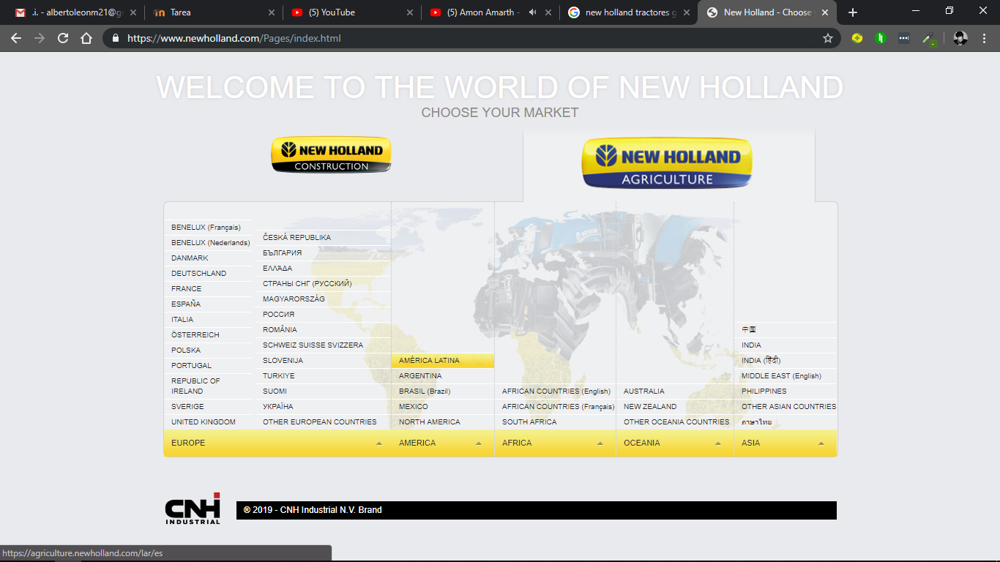 .i. - albertoleonm21@g
Tarea
(5) YouTube
(5) Amon Amarth -
new holland tractores g
New Holland - Choose
https://www.newholland.com/Pages/index.html
WELCOME TO THE WORLD OF NEW HOLLAND
CHOOSE YOUR MARKET
NEW HOLLAND
CONSTRUCTION
NEW HOLLAND
AGRICULTURE
BENELUX (Français)
BENELUX (Nederlands)
DANMARK
DEUTSCHLAND
FRANCE
ESPAÑA
ITALIA
ÖSTERREICH
POLSKA
PORTUGAL
REPUBLIC OF
IRELAND
SVERIGE
UNITED KINGDOM
ČESKÁ REPUBLIKA
БЪЛГАРИЯ
ΕΛΛΆΔΑ
СТРАНЫ СНГ (РУССКИЙ)
MAGYARORSZÁG
РОССИЯ
ROMÂNIA
SCHWEIZ SUISSE SVIZZERA
SLOVENIJA
TURKIYE
SUOMI
УКРАЇНА
OTHER EUROPEAN COUNTRIES
AMÉRICA LATINA
ARGENTINA
BRASIL (Brazil)
MEXICO
NORTH AMERICA
AFRICAN COUNTRIES (English)
AFRICAN COUNTRIES (Français)
SOUTH AFRICA
AUSTRALIA
NEW ZEALAND
OTHER OCEANIA COUNTRIES
中国
INDIA
INDIA (हिंदी)
MIDDLE EAST (English)
PHILIPPINES
OTHER ASIAN COUNTRIES
ภาษาไทย
EUROPE
AMERICA
AFRICA
OCEANIA
ASIA
CNH
INDUSTRIAL
® 2019 - CNH Industrial N.V. Brand
https://agriculture.newholland.com/lar/es